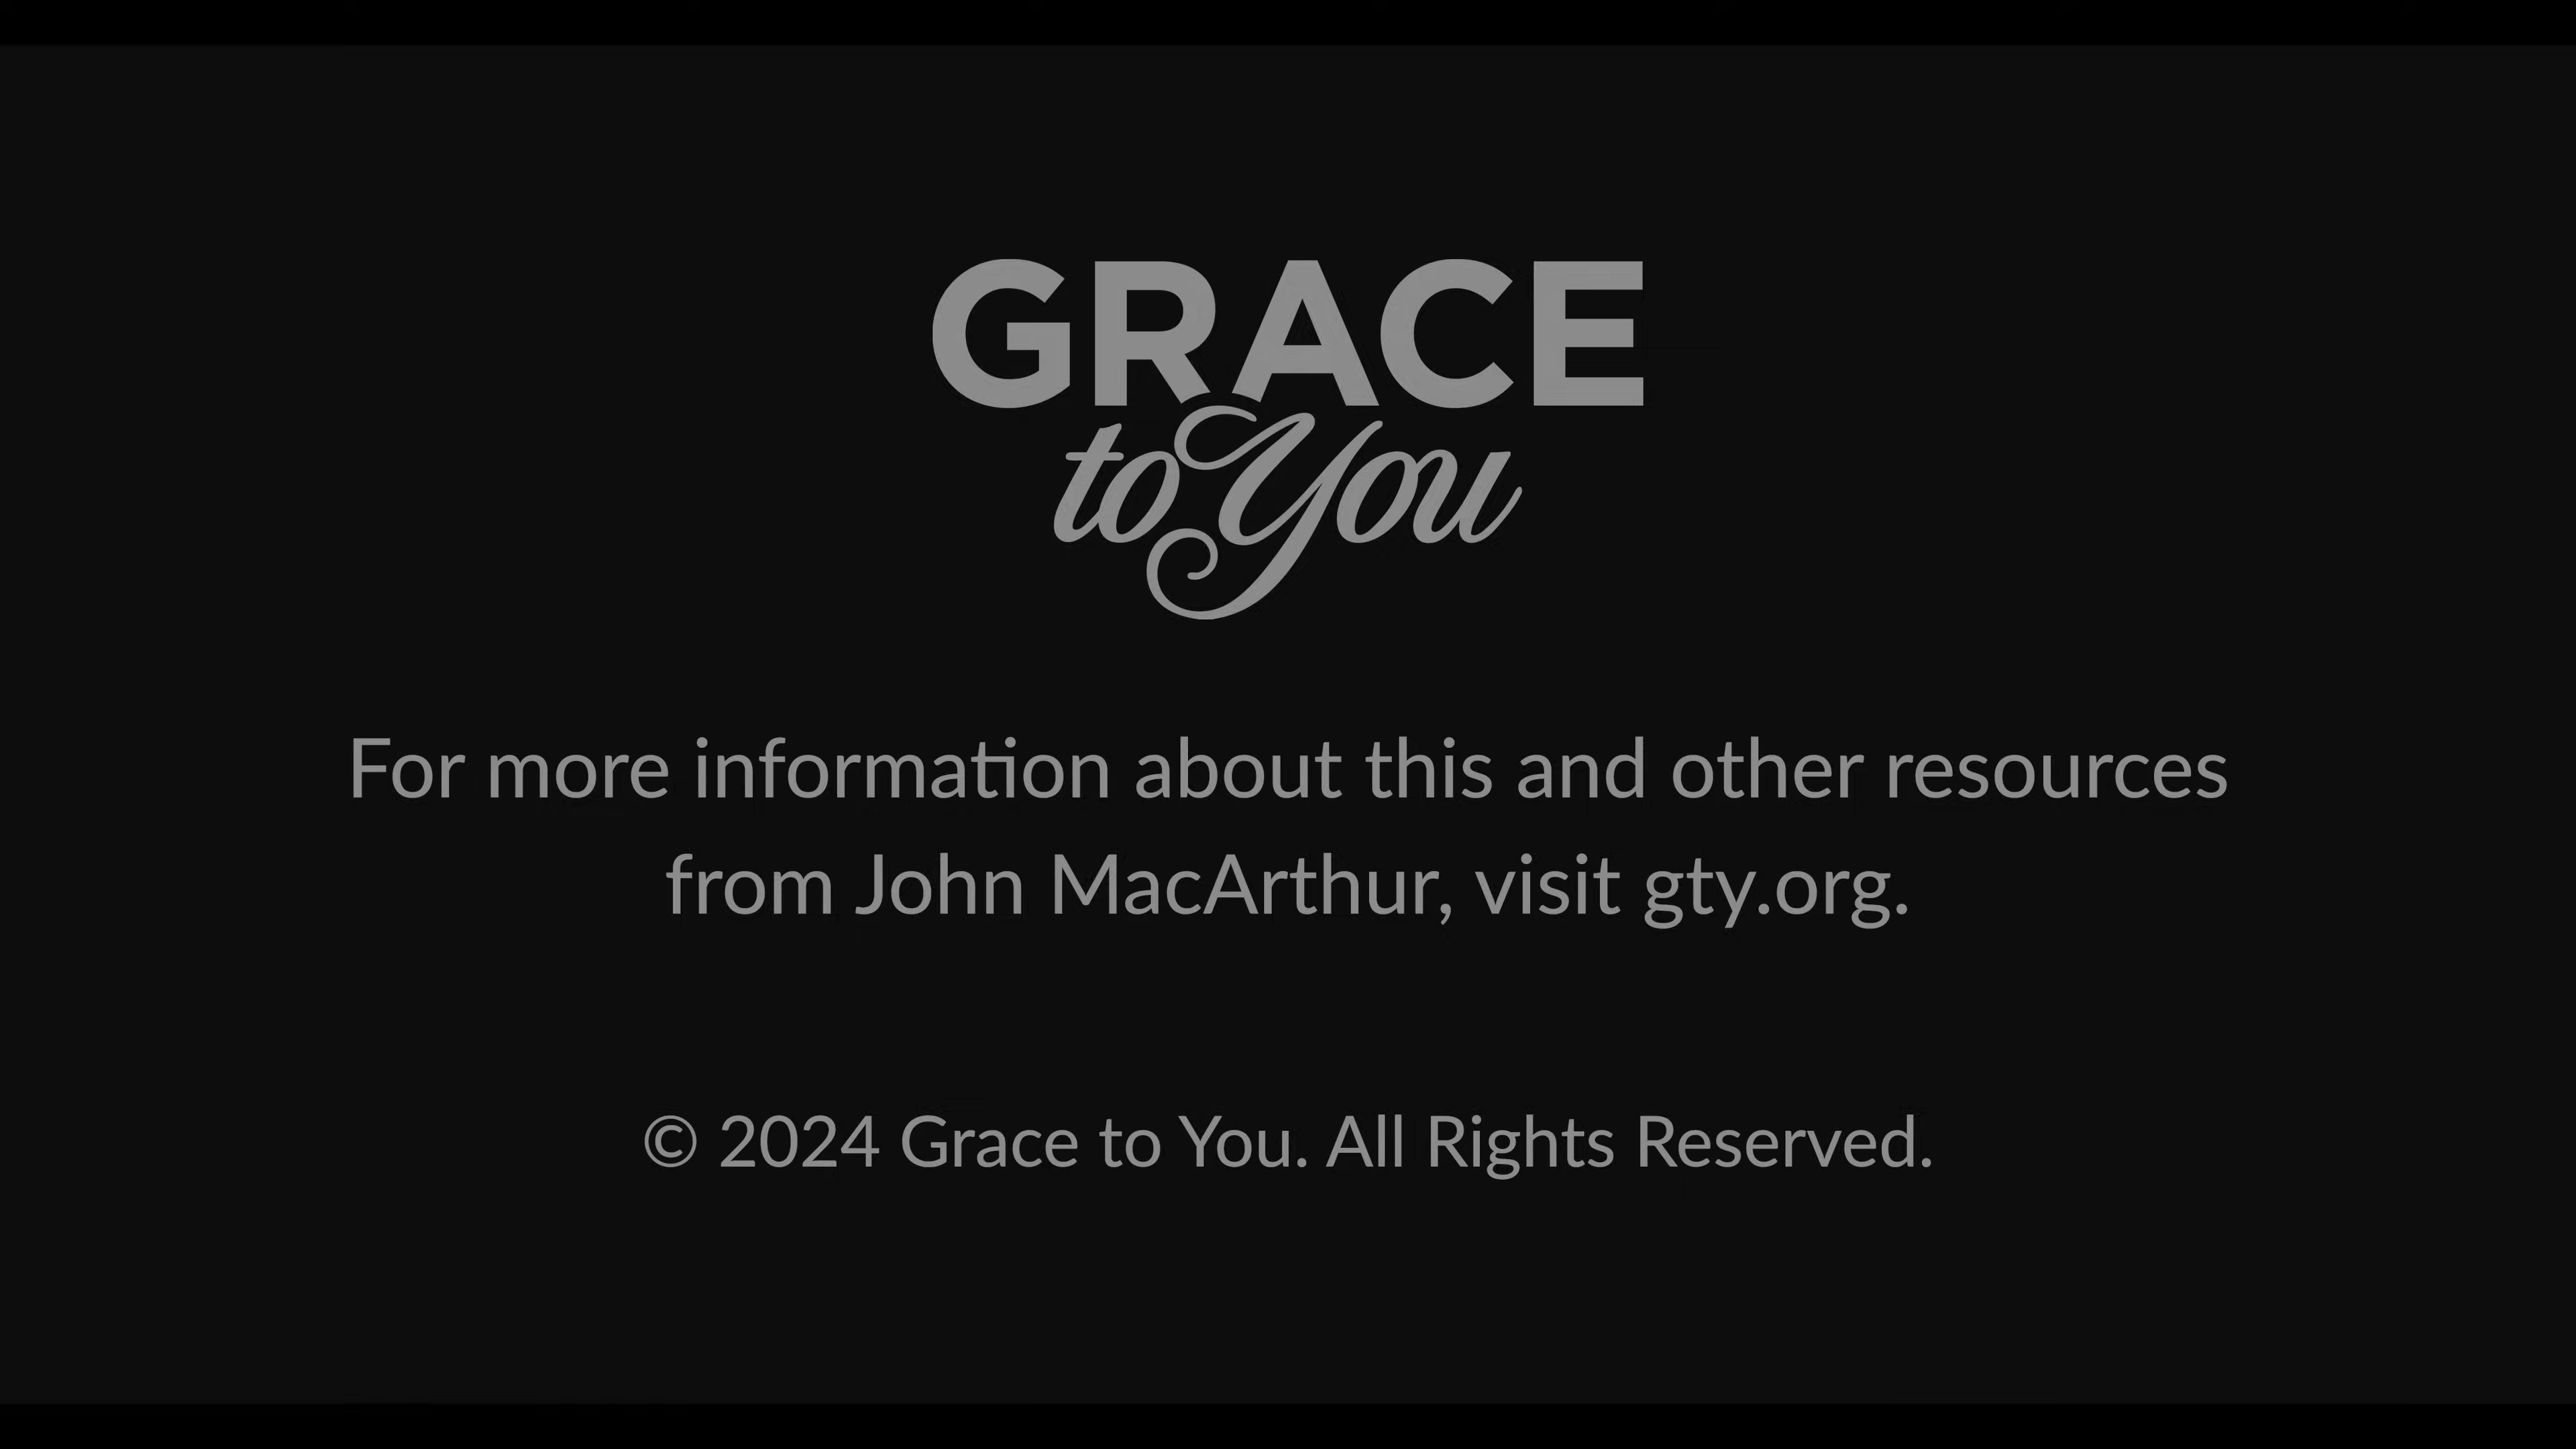 GRACE
to You
For more information about this and other resources
from John MacArthur, visit gty.org.
© 2024 Grace to You. All Rights Reserved.